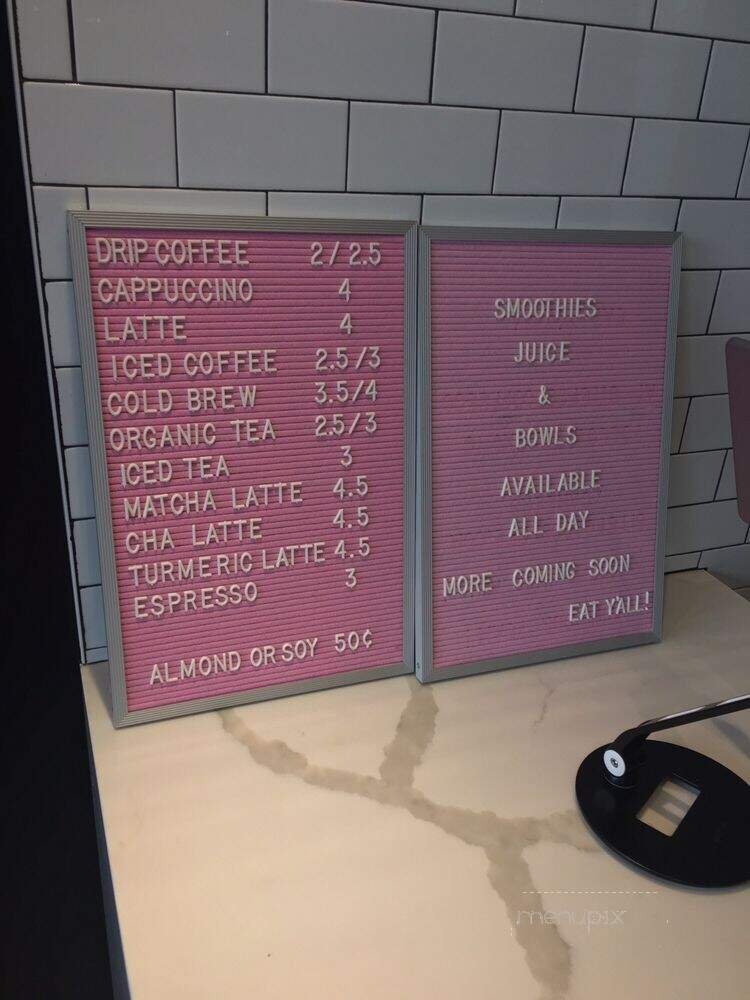 DRIP COFFEE 2/2.5
CAPPUCCINO 4
LATTE 4
ICED COFFEE 2.5/3
COLD BREW 3.5/4
ORGANIC TEA 2.5/3
ICED TEA 3
MATCHA LATTE 4.5
CHA LATTE 4.5
TURMERIC LATTE 4.5
ESPRESSO 3
ALMOND OR SOY 50¢
SMOOTHIES
JUICE
&
BOWLS
AVAILABLE
ALL DAY
MORE COMING SOON
EAT Y'ALL!
menupix